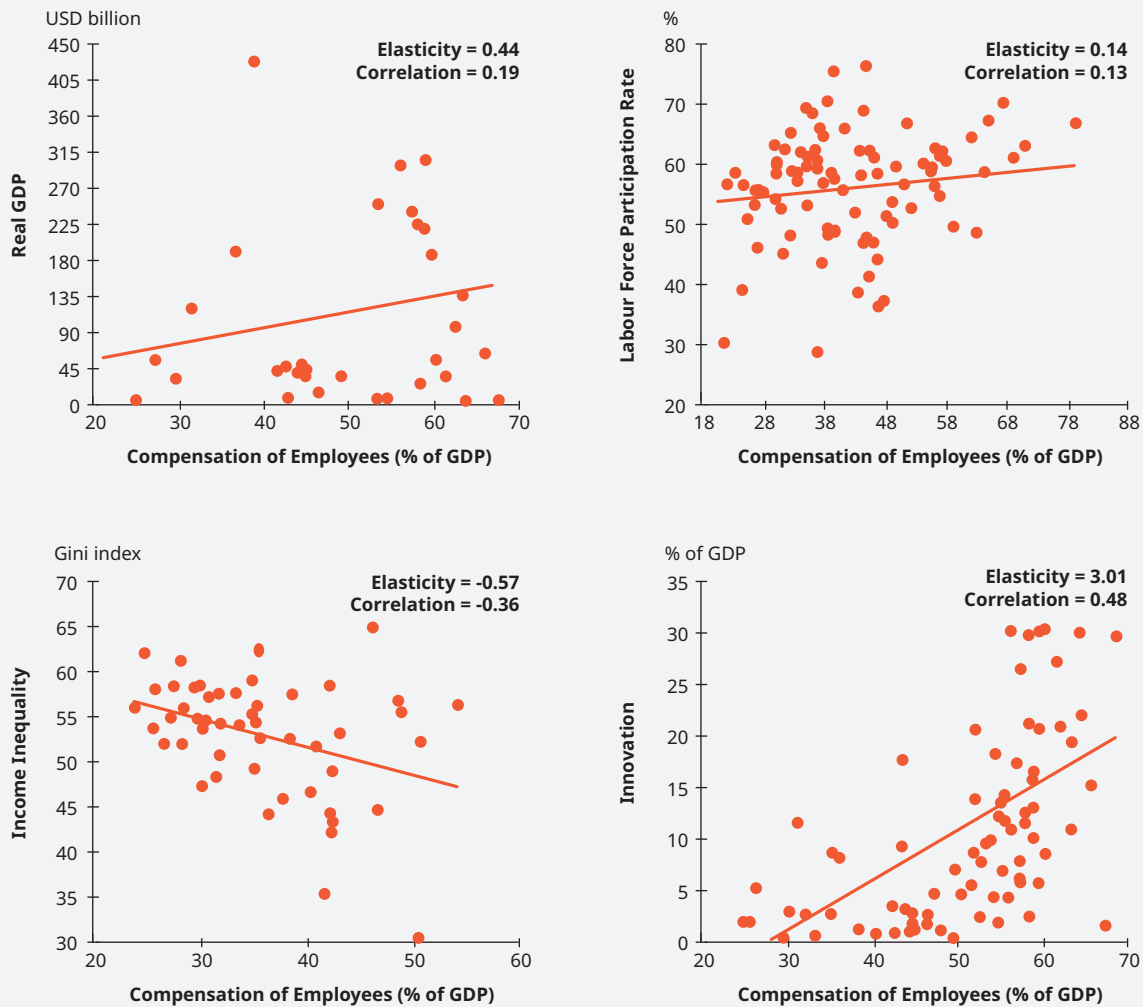 USD billion
Elasticity = 0.44
Correlation = 0.19
450
405
360
315
270
225
180
135
90
45
0
Real GDP
20 30 40 50 60 70
Compensation of Employees (% of GDP)
%
Elasticity = 0.14
Correlation = 0.13
80
70
60
50
40
30
20
Labour Force Participation Rate
18 28 38 48 58 68 78 88
Compensation of Employees (% of GDP)
Gini index
Elasticity = -0.57
Correlation = -0.36
70
65
60
55
50
45
40
35
30
Income Inequality
20 30 40 50 60
Compensation of Employees (% of GDP)
% of GDP
Elasticity = 3.01
Correlation = 0.48
35
30
25
20
15
10
5
0
Innovation
20 30 40 50 60 70
Compensation of Employees (% of GDP)